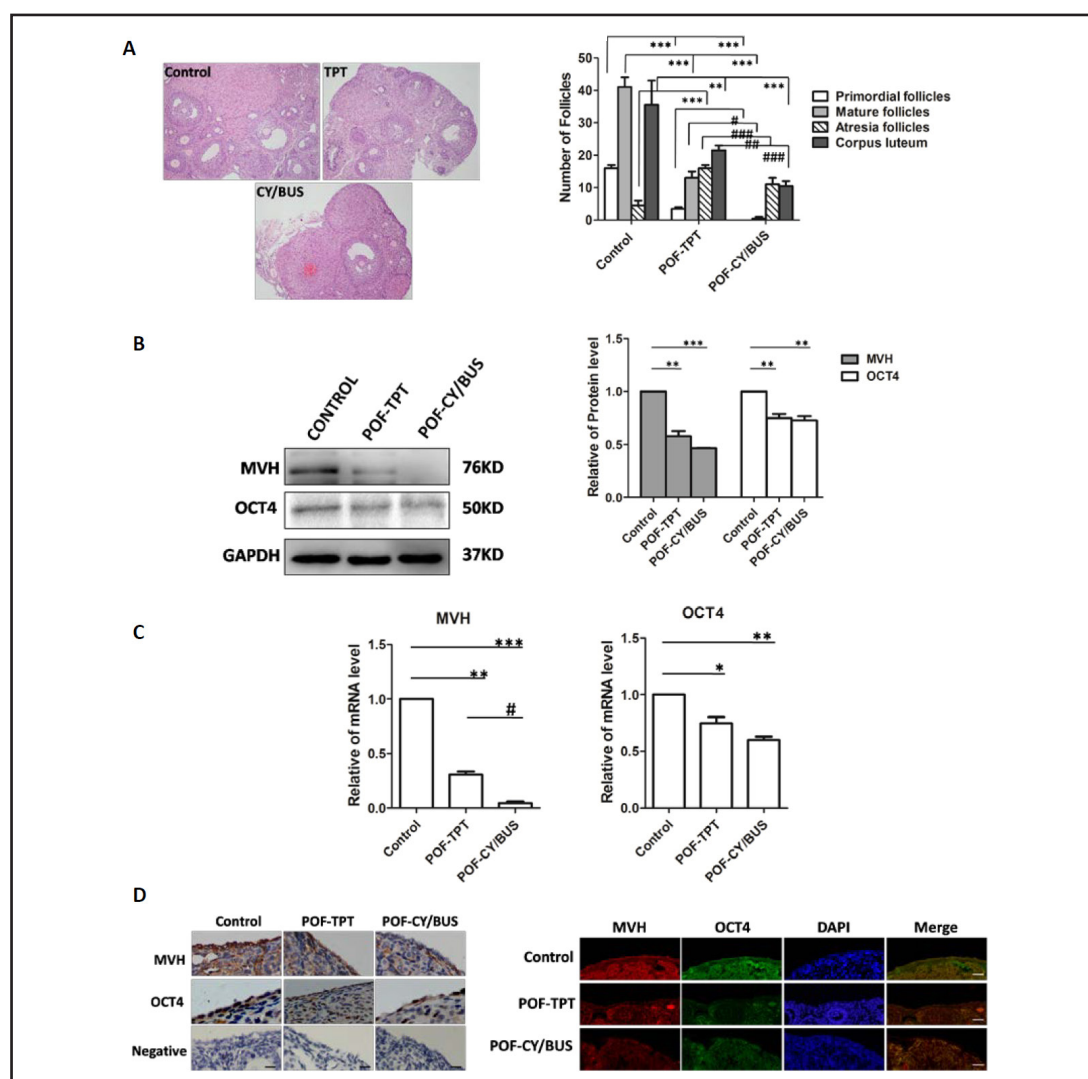 A
Control
TPT
CY/BUS
Number of Follicles
50
40
30
20
10
0
***
***
***
***
**
***
***
#
###
##
###
Control
POF-TPT
POF-CY/BUS
Primordial follicles
Mature follicles
Atresia follicles
Corpus luteum
B
CONTROL
POF-TPT
POF-CY/BUS
MVH
76KD
OCT4
50KD
GAPDH
37KD
Relative of Protein level
1.5
1.0
0.5
0.0
***
**
**
**
Control
POF-TPT
POF-CY/BUS
Control
POF-TPT
POF-CY/BUS
MVH
OCT4
C
MVH
Relative of mRNA level
1.5
1.0
0.5
0.0
***
**
#
Control
POF-TPT
POF-CY/BUS
OCT4
Relative of mRNA level
1.5
1.0
0.5
0.0
**
*
Control
POF-TPT
POF-CY/BUS
D
Control POF-TPT POF-CY/BUS
MVH
OCT4
Negative
MVH OCT4 DAPI Merge
Control
POF-TPT
POF-CY/BUS